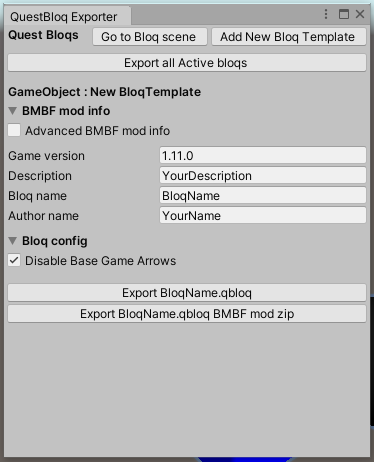 QuestBloq Exporter
Quest Bloqs Go to Bloq scene Add New Bloq Template
Export all Active bloqs
GameObject : New BloqTemplate
BMBF mod info
Advanced BMBF mod info
Game version 1.11.0
Description YourDescription
Bloq name BloqName
Author name YourName
Bloq config
Disable Base Game Arrows
Export BloqName.qbloq
Export BloqName.qbloq BMBF mod zip